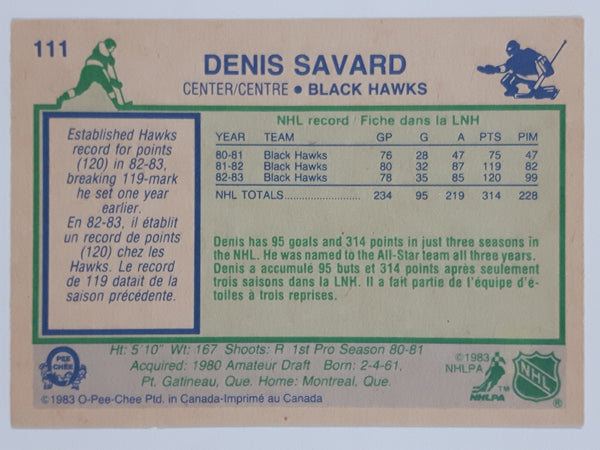 111
DENIS SAVARD
CENTER/CENTRE • BLACK HAWKS
Established Hawks
record for points
(120) in 82-83,
breaking 119-mark
he set one year
earlier.
En 82-83, il établit
un record de points
(120) chez les
Hawks. Le record
de 119 datait de la
saison précédente.
NHL record / Fiche dans la LNH
YEAR TEAM GP G A PTS PIM
80-81 Black Hawks 76 28 47 75 47
81-82 Black Hawks 80 32 87 119 82
82-83 Black Hawks 78 35 85 120 99
NHL TOTALS 234 95 219 314 228
Denis has 95 goals and 314 points in just three seasons in
the NHL. He was named to the All-Star team all three years.
Denis a accumulé 95 buts et 314 points après seulement
trois saisons dans la LNH. Il a fait partie de l'équipe d'é-
toiles à trois reprises.
Ht: 5'10" Wt: 167 Shoots: R 1st Pro Season 80-81
Acquired: 1980 Amateur Draft Born: 2-4-61,
Pt. Gatineau, Que. Home: Montreal, Que.
O PEE CHEE
© 1983 O-Pee-Chee Ptd. in Canada-Imprimé au Canada
© 1983
NHLPA
NHLPA TM
NHL ®